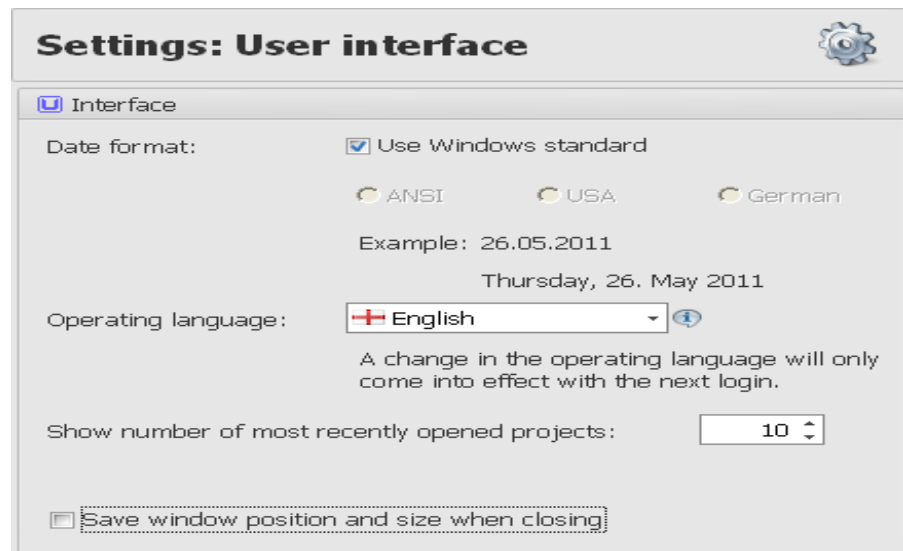 Settings: User interface
Interface
Date format:
Use Windows standard
ANSI USA German
Example: 26.05.2011
Thursday, 26. May 2011
Operating language:
English
A change in the operating language will only
come into effect with the next login.
Show number of most recently opened projects:
10
Save window position and size when closing